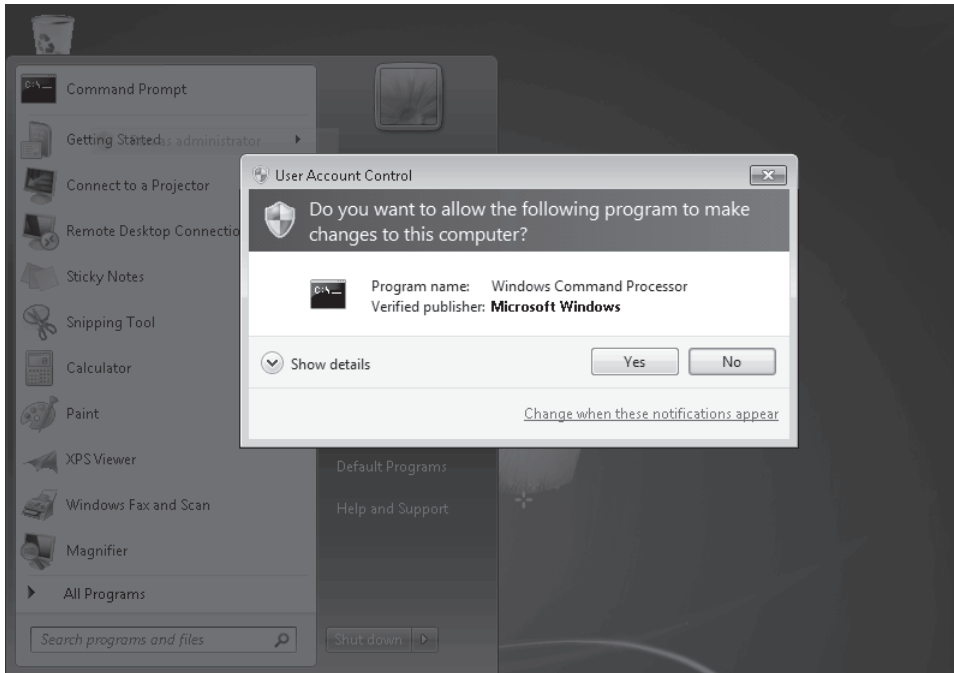 Command Prompt
Getting Started
as administrator
Connect to a Projector
Remote Desktop Connectio
Sticky Notes
Snipping Tool
Calculator
Paint
XPS Viewer
Windows Fax and Scan
Magnifier
All Programs
Search programs and files
Default Programs
Help and Support
Shut down
User Account Control
Do you want to allow the following program to make
changes to this computer?
Program name: Windows Command Processor
Verified publisher: Microsoft Windows
Show details
Yes
No
Change when these notifications appear